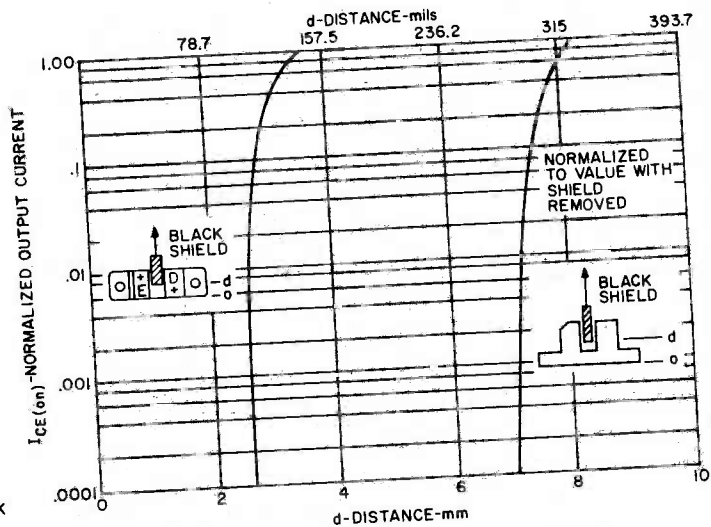 d-DISTANCE-mils
78.7 157.5 236.2 315 393.7
1.00
.1
.01
.001
.0001
I CE(on)-NORMALIZED OUTPUT CURRENT
NORMALIZED
TO VALUE WITH
SHIELD
REMOVED
BLACK
SHIELD
+ D
E +
d
o
BLACK
SHIELD
d
o
0 2 4 6 8 10
d-DISTANCE-mm
x